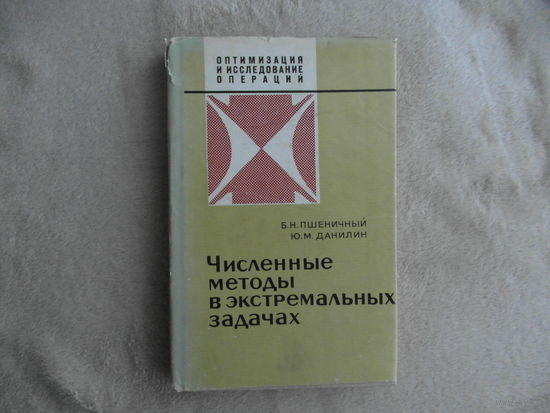 ОПТИМИЗАЦИЯ
И ИССЛЕДОВАНИЕ
ОПЕРАЦИЙ
Б.Н. ПШЕНИЧНЫЙ
Ю.М. ДАНИЛИН
Численные
методы
в экстремальных
задачах